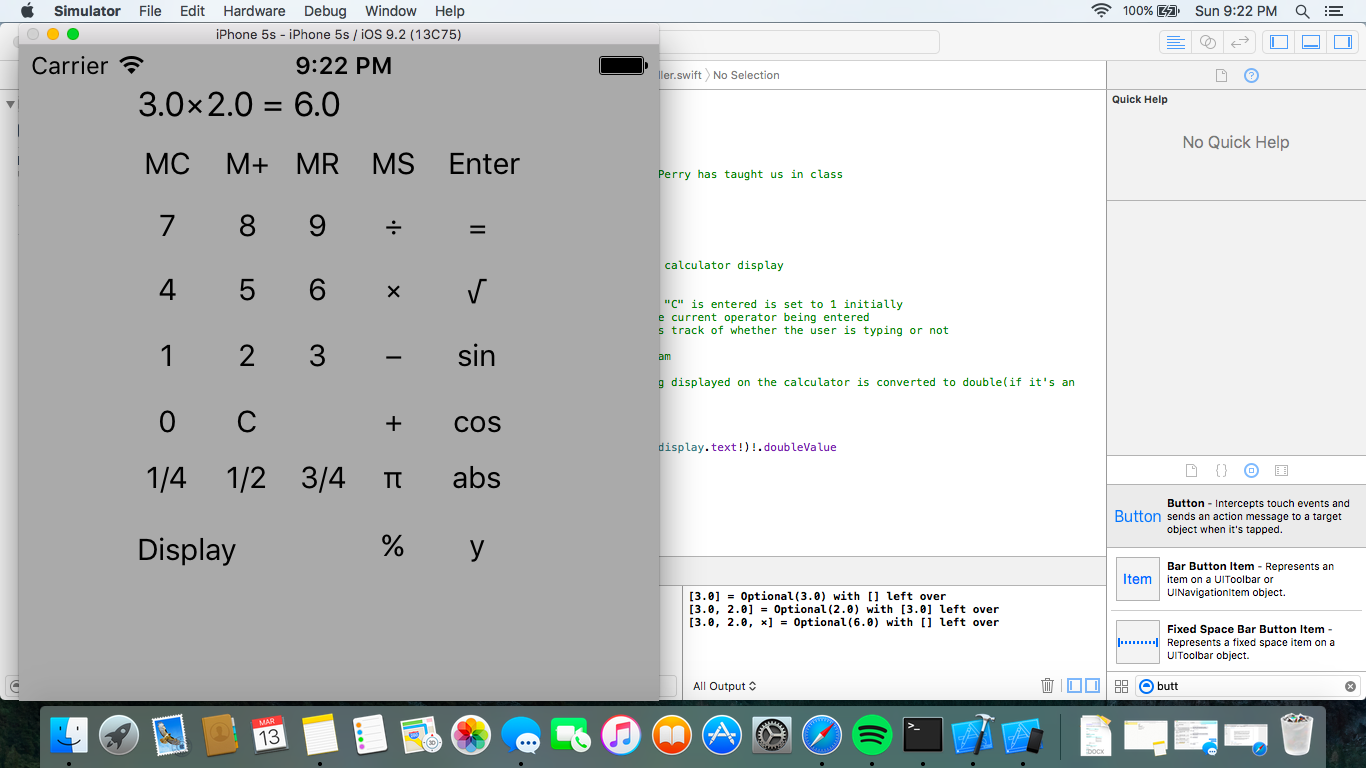 Simulator File Edit Hardware Debug Window Help 100% Sun 9:22 PM
iPhone 5s - iPhone 5s / iOS 9.2 (13C75)
Carrier 9:22 PM
3.0×2.0 = 6.0
MC M+ MR MS Enter
7 8 9 ÷ =
4 5 6 × √
1 2 3 − sin
0 C + cos
1/4 1/2 3/4 π abs
Display % y
ller.swift 〉No Selection
Perry has taught us in class
calculator display
"C" is entered is set to 1 initially
e current operator being entered
s track of whether the user is typing or not
am
g displayed on the calculator is converted to double(if it's an
display.text!)!.doubleValue
[3.0] = Optional(3.0) with [] left over
[3.0, 2.0] = Optional(2.0) with [3.0] left over
[3.0, 2.0, ×] = Optional(6.0) with [] left over
All Output
Quick Help
No Quick Help
{}
Button
Button - Intercepts touch events and
sends an action message to a target
object when it's tapped.
Item
Bar Button Item - Represents an
item on a UIToolbar or
UINavigationItem object.
Fixed Space Bar Button Item -
Represents a fixed space item on a
UIToolbar object.
butt
MAR
13
DOCX